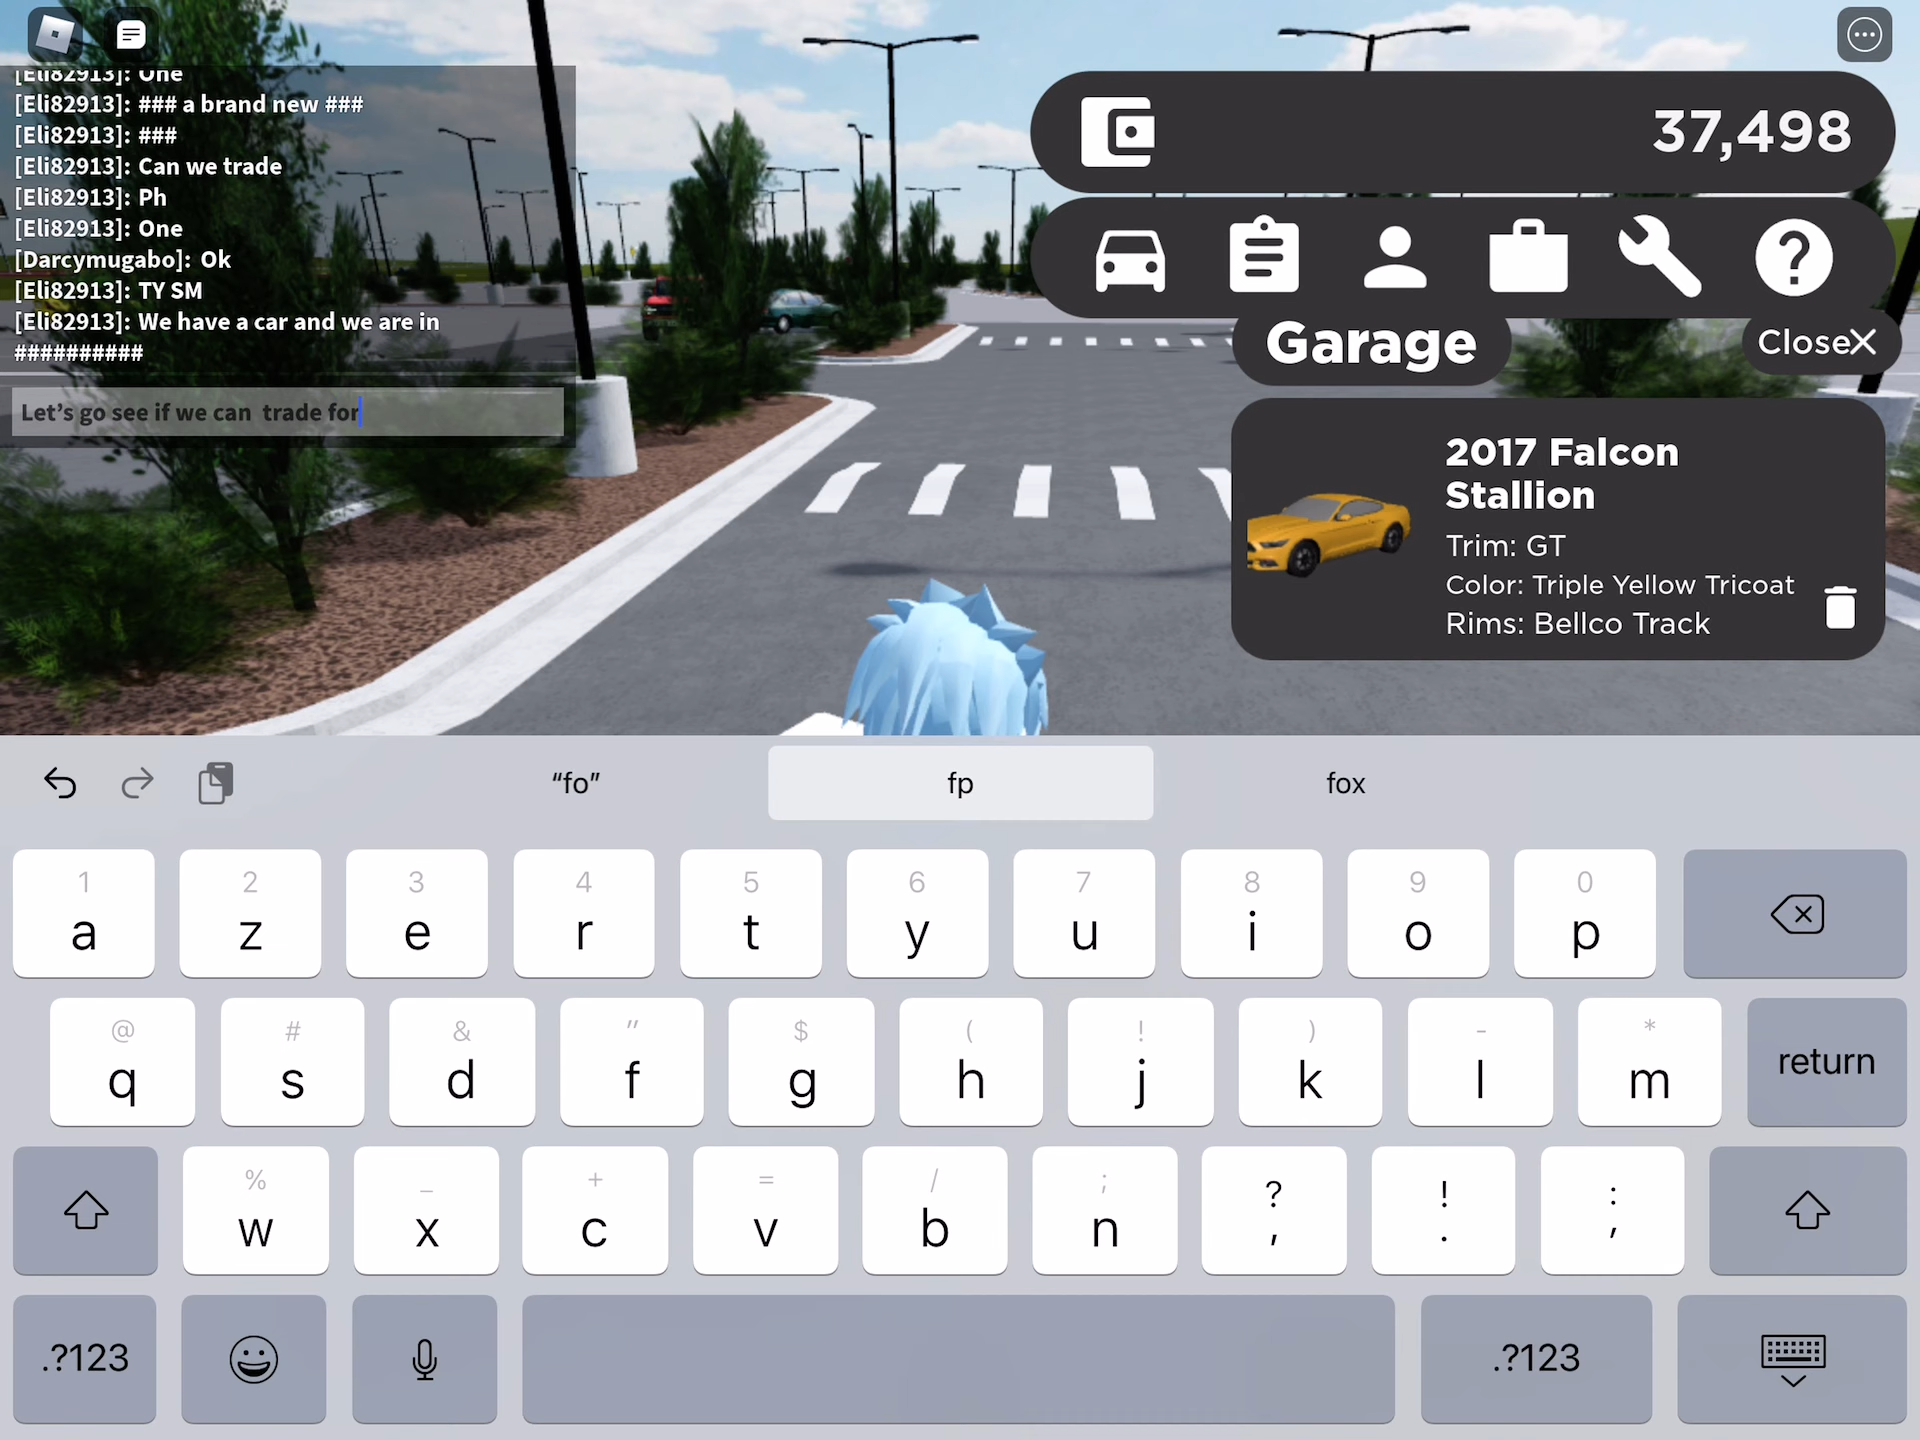 [Eli82913]: One
[Eli82913]: ### a brand new ###
[Eli82913]: ###
[Eli82913]: Can we trade
[Eli82913]: Ph
[Eli82913]: One
[Darcymugabo]: Ok
[Eli82913]: TY SM
[Eli82913]: We have a car and we are in
##########
Let’s go see if we can  trade for
37,498
Garage
Close
2017 Falcon
Stallion
Trim: GT
Color: Triple Yellow Tricoat
Rims: Bellco Track
“fo” fp fox
1 2 3 4 5 6 7 8 9 0
a z e r t y u i o p
@ # & " $ ( ! ) - *
q s d f g h j k l m return
% _ + = / ; ? ! :
w x c v b n , . '
.?123 .?123